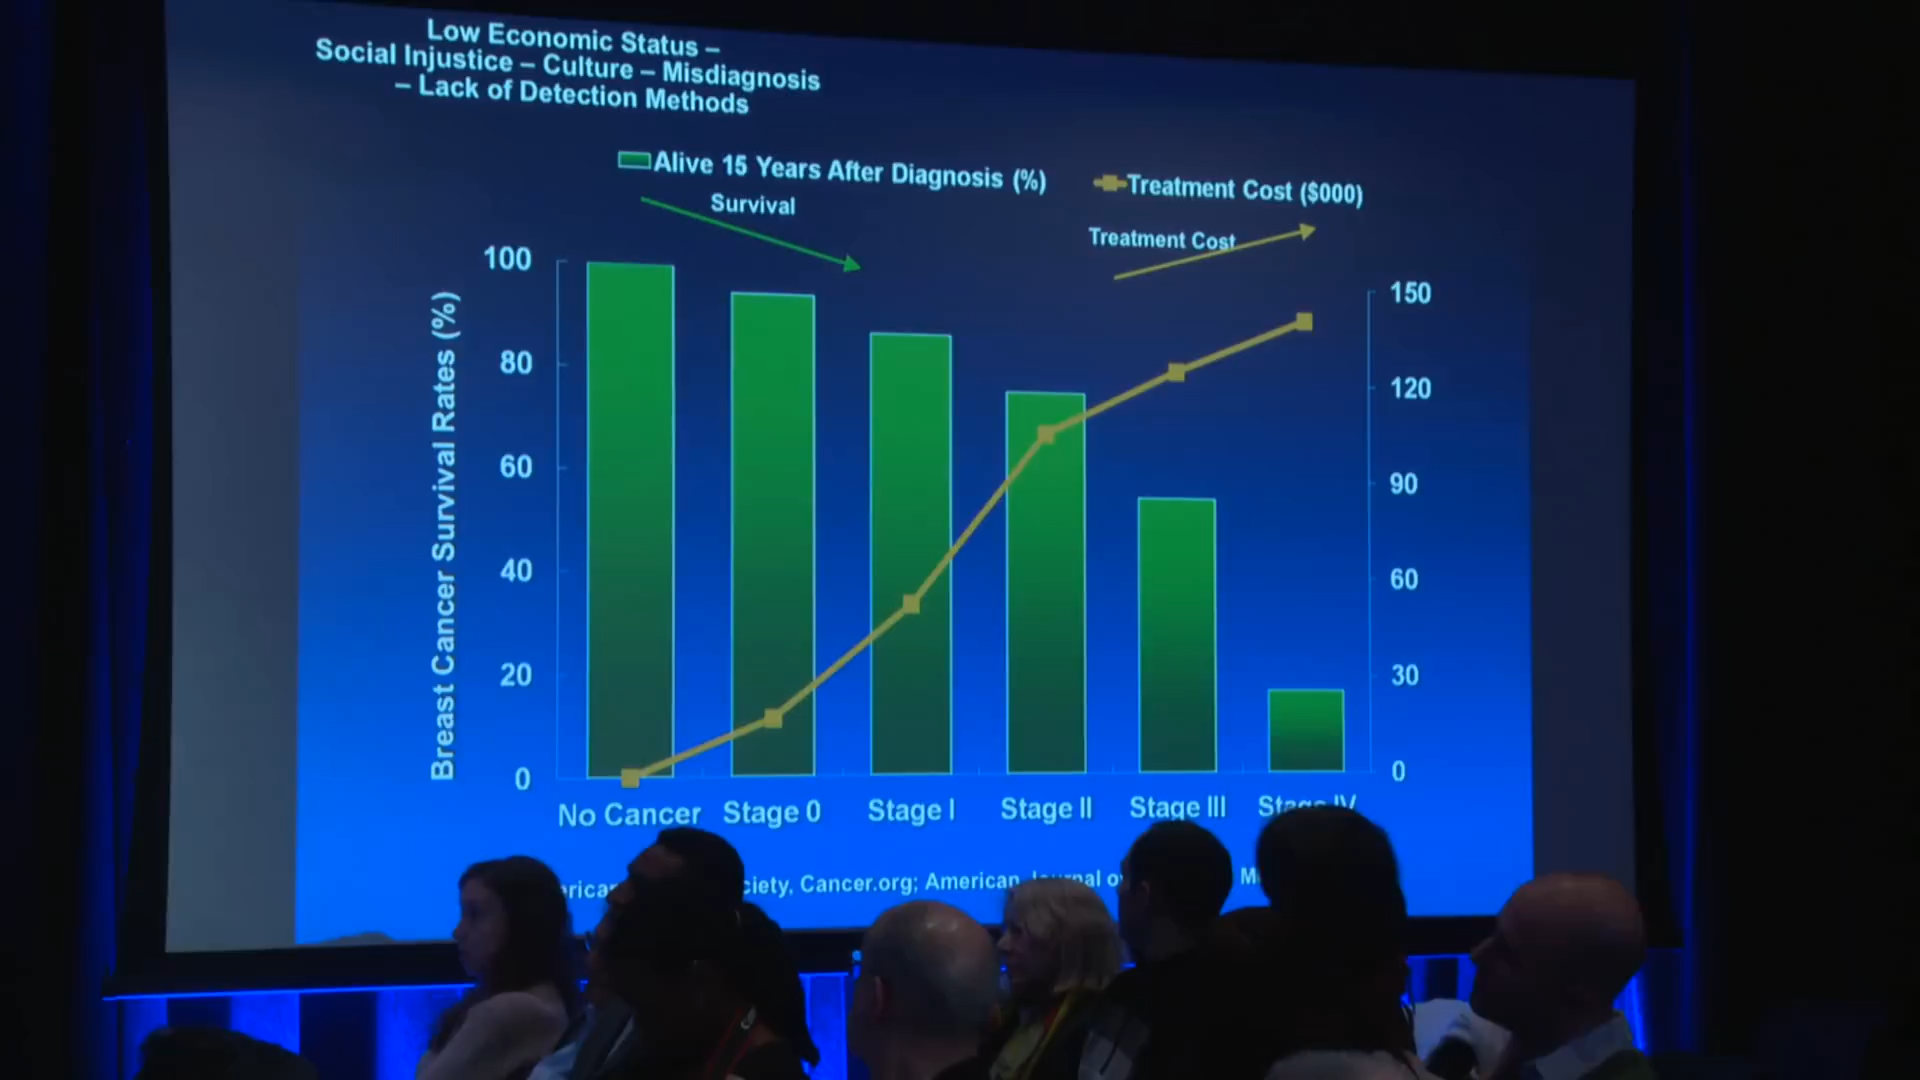 Low Economic Status –
Social Injustice – Culture – Misdiagnosis
– Lack of Detection Methods
Alive 15 Years After Diagnosis (%)
Treatment Cost ($000)
Survival
Treatment Cost
Breast Cancer Survival Rates (%)
100
80
60
40
20
0
150
120
90
60
30
0
No Cancer
Stage 0
Stage I
Stage II
Stage III
Stage IV
Cancer.org; American